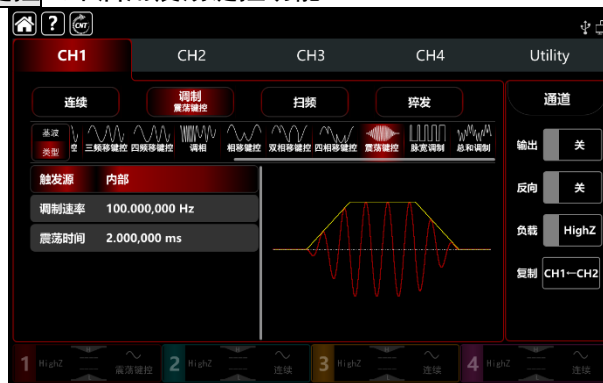 ? CNT
CH1 CH2 CH3 CH4 Utility
连续 调制 扫频 猝发 通道
震荡键控
基波
类型 三频移键控 四频移键控 调相 相移键控 双相移键控 四相移键控 震荡键控 脉宽调制 总和调制
输出 关
触发源 内部
反向 关
调制速率 100.000,000 Hz
震荡时间 2.000,000 ms
负载 HighZ
复制 CH1←CH2
1 HighZ 震荡键控 2 HighZ 连续 3 HighZ 连续 4 HighZ 连续